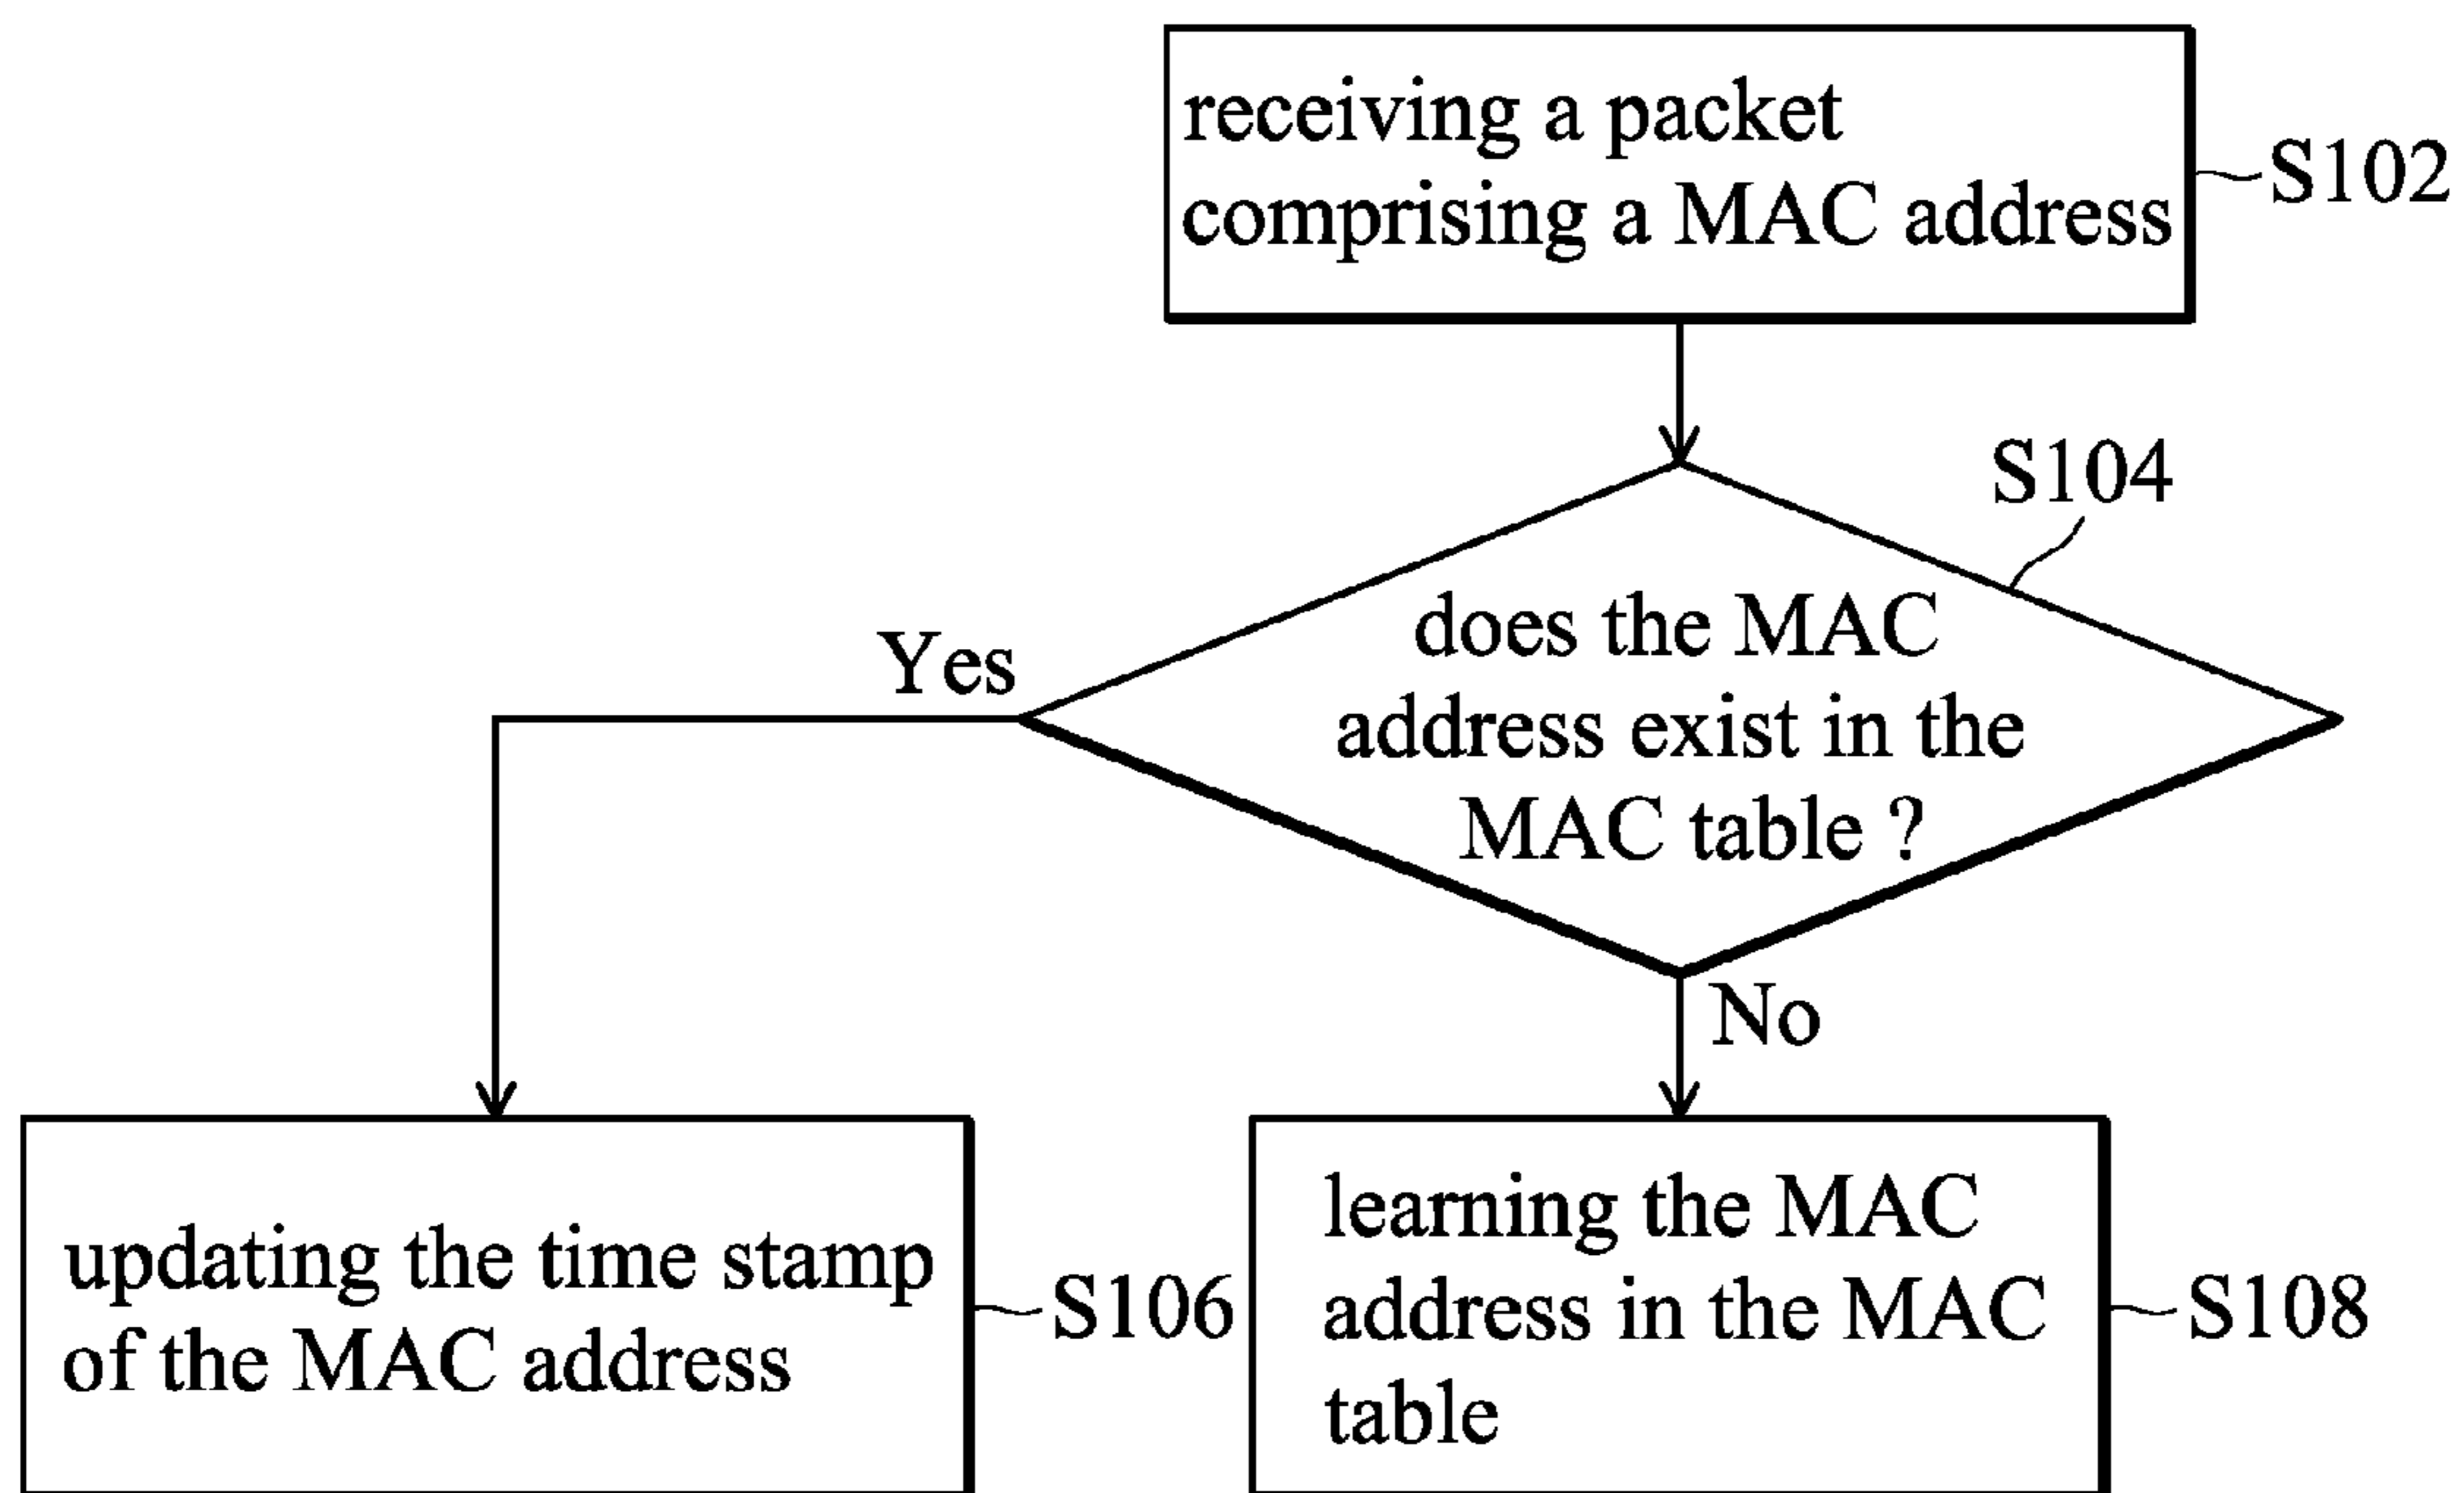 receiving a packet
comprising a MAC address
S102
S104
does the MAC
address exist in the
MAC table ?
Yes
No
updating the time stamp
of the MAC address
S106
learning the MAC
address in the MAC
table
S108